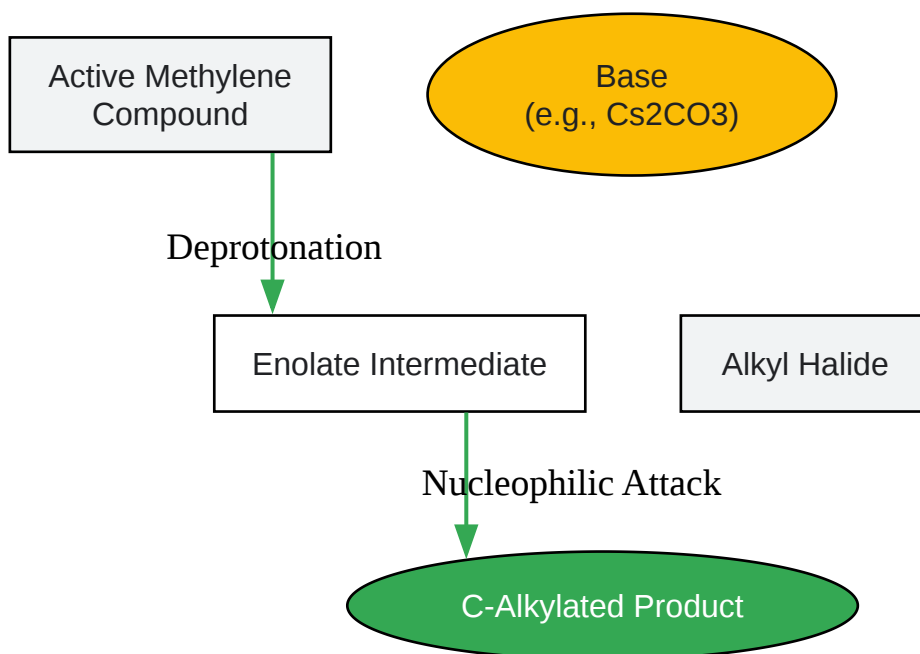 Active Methylene
Compound
Base
(e.g., Cs2CO3)
Deprotonation
Enolate Intermediate
Alkyl Halide
Nucleophilic Attack
C-Alkylated Product